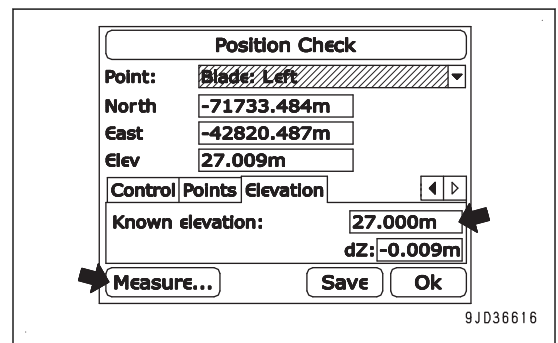 Position Check
Point: Blade: Left
North -71733.484m
East -42820.487m
Elev 27.009m
Control Points Elevation
Known elevation: 27.000m
dZ: -0.009m
Measure... Save Ok
9JD36616